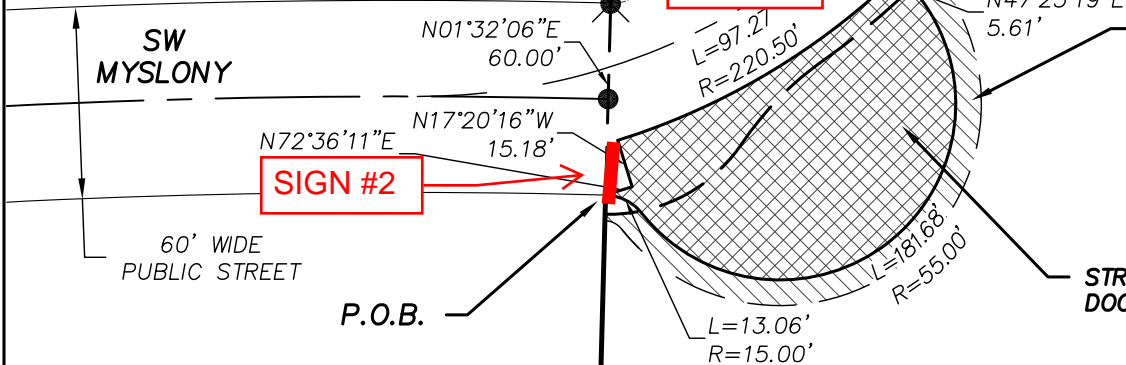 SW
MYSLONY
N01°32'06"E
60.00'
L=97.27'
R=220.50'
5.61'
N17°20'16"W
15.18'
N72°36'11"E
SIGN #2
60' WIDE
PUBLIC STREET
P.O.B.
L=181.68'
R=55.00'
L=13.06'
R=15.00'